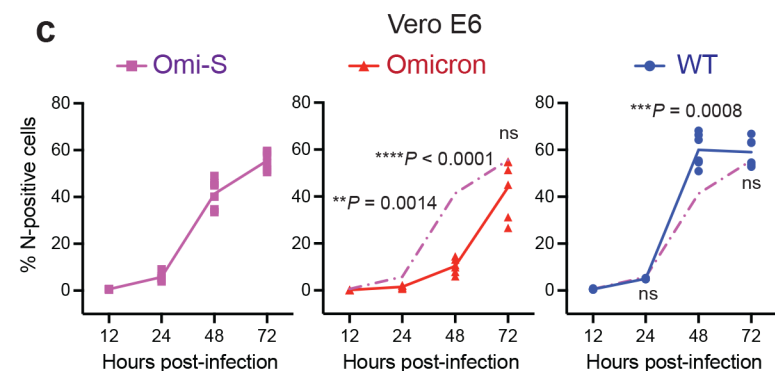 c
Vero E6
Omi-S
Omicron
WT
% N-positive cells
80
60
40
20
0
12 24 48 72
Hours post-infection
80
60
40
20
0
ns
****P < 0.0001
**P = 0.0014
12 24 48 72
Hours post-infection
80
60
40
20
0
***P = 0.0008
ns
ns
12 24 48 72
Hours post-infection